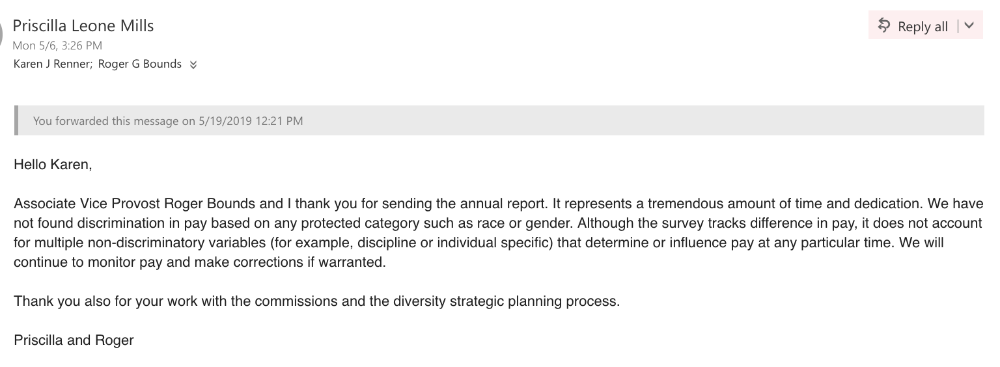 Priscilla Leone Mills
Reply all
Mon 5/6, 3:26 PM
Karen J Renner; Roger G Bounds
You forwarded this message on 5/19/2019 12:21 PM
Hello Karen,
Associate Vice Provost Roger Bounds and I thank you for sending the annual report. It represents a tremendous amount of time and dedication. We have
not found discrimination in pay based on any protected category such as race or gender. Although the survey tracks difference in pay, it does not account
for multiple non-discriminatory variables (for example, discipline or individual specific) that determine or influence pay at any particular time. We will
continue to monitor pay and make corrections if warranted.
Thank you also for your work with the commissions and the diversity strategic planning process.
Priscilla and Roger